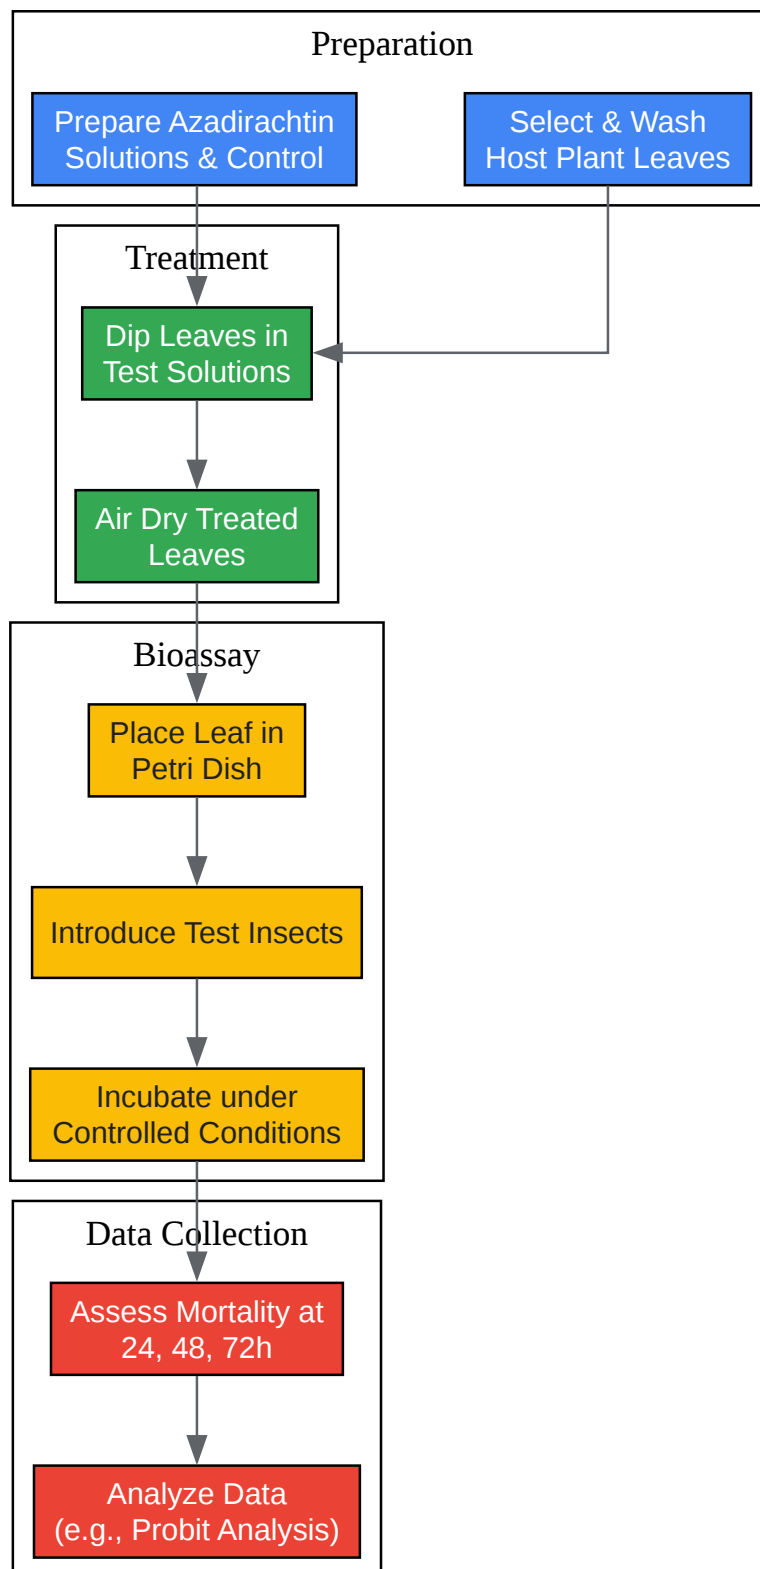 Preparation
Prepare Azadirachtin
Solutions & Control
Select & Wash
Host Plant Leaves
Treatment
Dip Leaves in
Test Solutions
Air Dry Treated
Leaves
Bioassay
Place Leaf in
Petri Dish
Introduce Test Insects
Incubate under
Controlled Conditions
Data Collection
Assess Mortality at
24, 48, 72h
Analyze Data
(e.g., Probit Analysis)